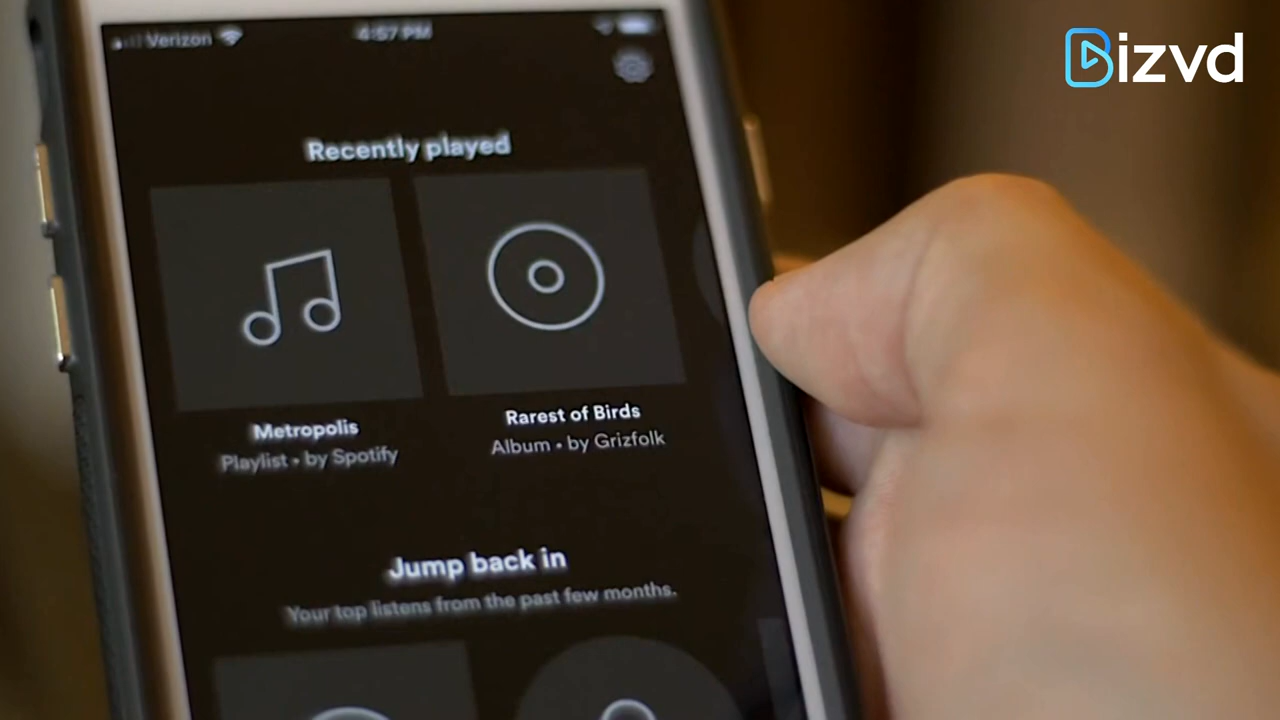 Bizvd
Verizon
4:57 PM
Recently played
Metropolis
Playlist • by Spotify
Rarest of Birds
Album • by Grizfolk
Jump back in
Your top listens from the past few months.